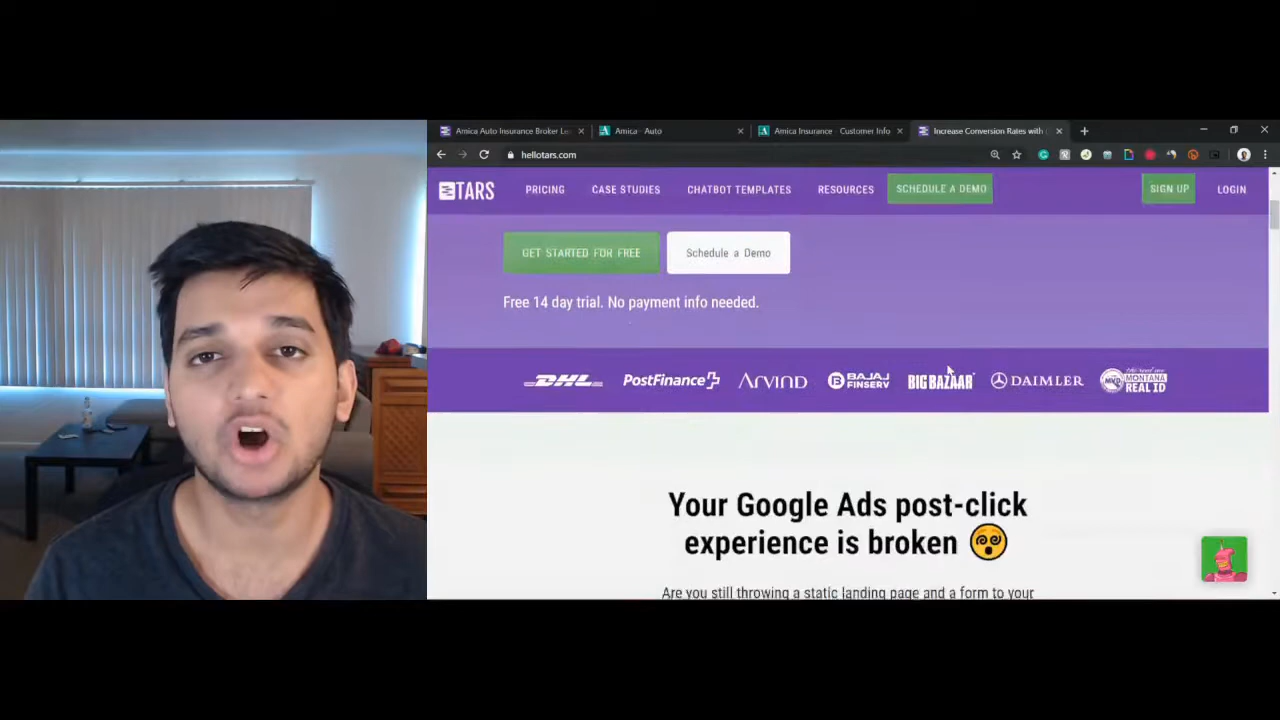 Amica Auto Insurance Broker Le
Amica - Auto
Amica Insurance - Customer Info
Increase Conversion Rates with
hellotars.com
TARS
PRICING
CASE STUDIES
CHATBOT TEMPLATES
RESOURCES
SCHEDULE A DEMO
SIGN UP
LOGIN
GET STARTED FOR FREE
Schedule a Demo
Free 14 day trial. No payment info needed.
DHL
PostFinance
ARVIND
BAJAJ
FINSERV
BIG BAZAAR
DAIMLER
MVD
MONTANA
REAL ID
Your Google Ads post-click
experience is broken
Are you still throwing a static landing page and a form to your